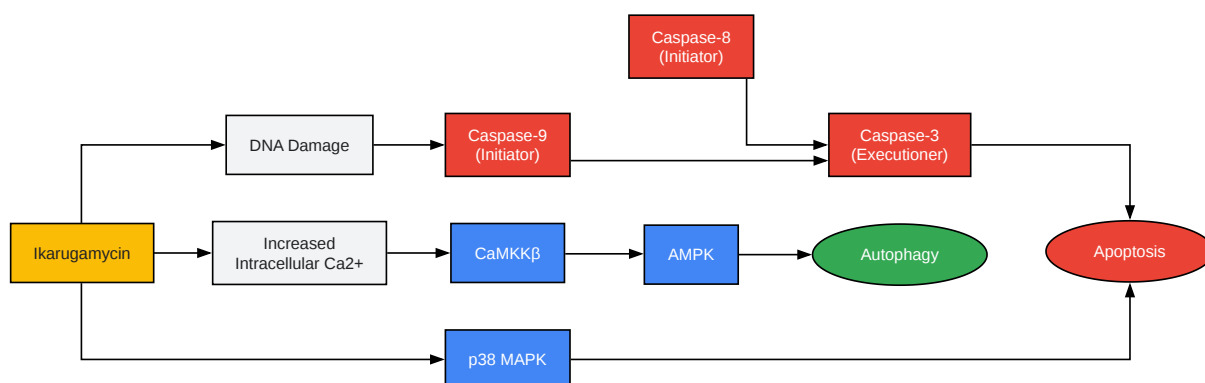 Caspase-8
(Initiator)
DNA Damage
Caspase-9
(Initiator)
Caspase-3
(Executioner)
Ikarugamycin
Increased
Intracellular Ca2+
CaMKKβ
AMPK
Autophagy
Apoptosis
p38 MAPK